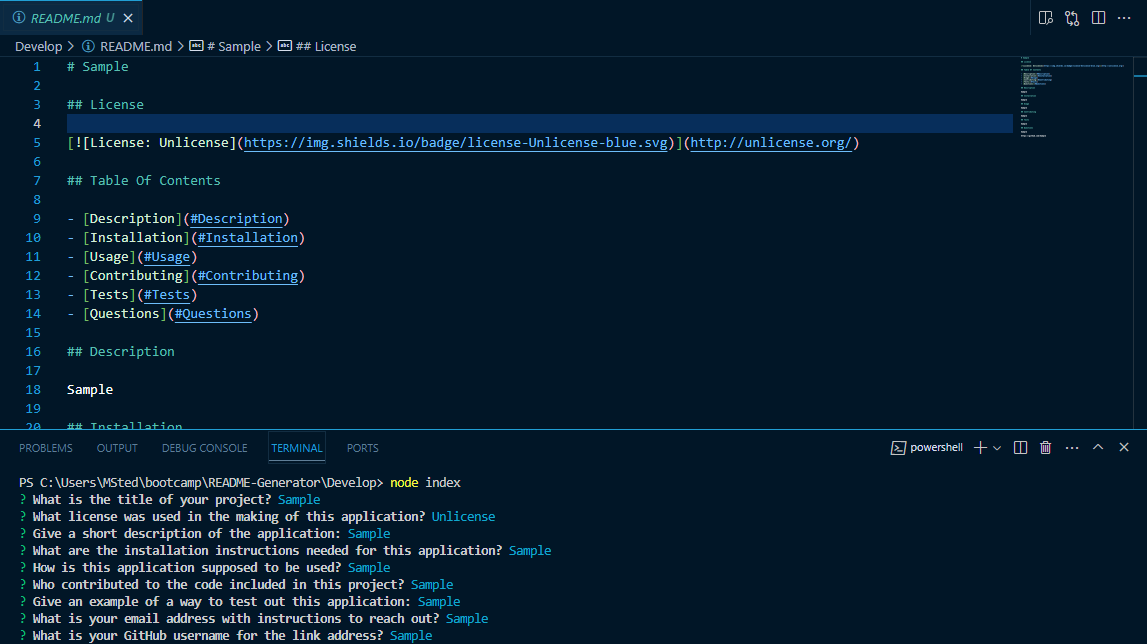 README.md U
Develop > README.md > # Sample > ## License
1 # Sample
2
3 ## License
4
5 [![License: Unlicense](https://img.shields.io/badge/license-Unlicense-blue.svg)](http://unlicense.org/)
6
7 ## Table Of Contents
8
9 - [Description](#Description)
10 - [Installation](#Installation)
11 - [Usage](#Usage)
12 - [Contributing](#Contributing)
13 - [Tests](#Tests)
14 - [Questions](#Questions)
15
16 ## Description
17
18 Sample
19
20 ## Installation
PROBLEMS OUTPUT DEBUG CONSOLE TERMINAL PORTS powershell
PS C:\Users\MSted\bootcamp\README-Generator\Develop> node index
? What is the title of your project? Sample
? What license was used in the making of this application? Unlicense
? Give a short description of the application: Sample
? What are the installation instructions needed for this application? Sample
? How is this application supposed to be used? Sample
? Who contributed to the code included in this project? Sample
? Give an example of a way to test out this application: Sample
? What is your email address with instructions to reach out? Sample
? What is your GitHub username for the link address? Sample